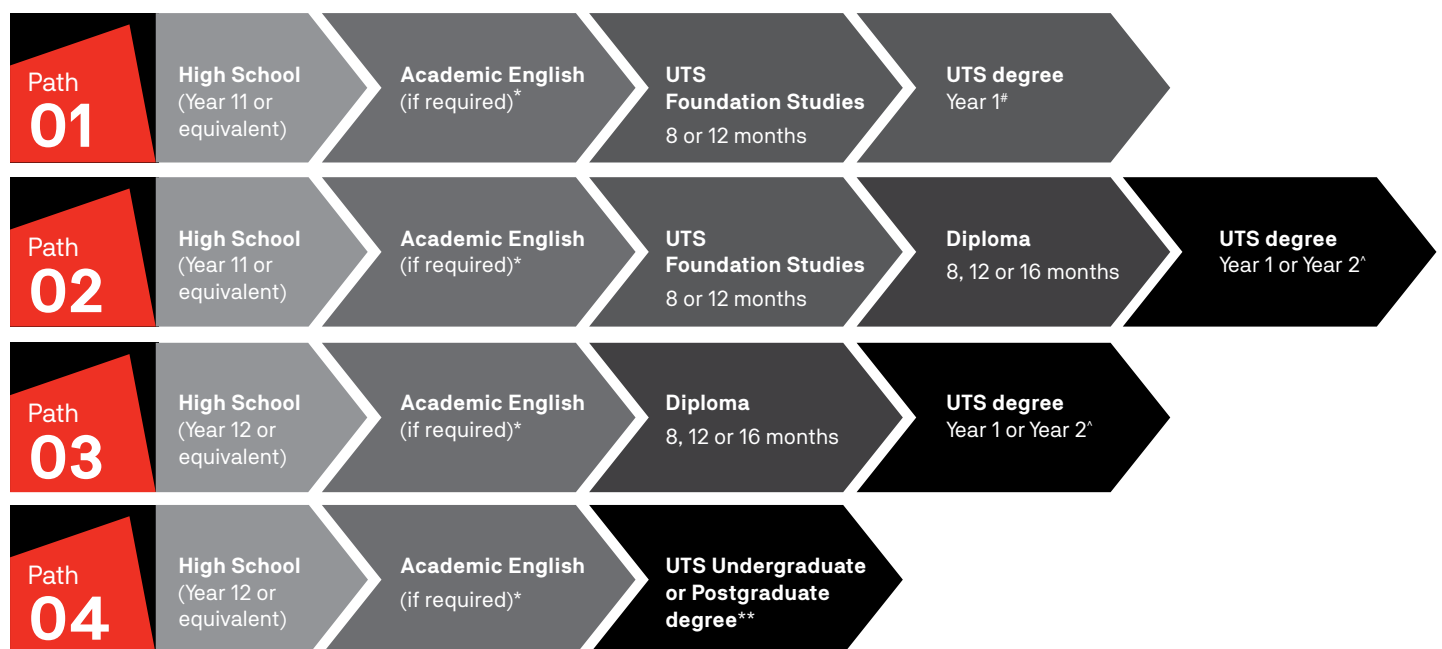 Path
01
High School
(Year 11 or
equivalent)
Academic English
(if required)*
UTS
Foundation Studies
8 or 12 months
UTS degree
Year 1#
Path
02
High School
(Year 11 or
equivalent)
Academic English
(if required)*
UTS
Foundation Studies
8 or 12 months
Diploma
8, 12 or 16 months
UTS degree
Year 1 or Year 2^
Path
03
High School
(Year 12 or
equivalent)
Academic English
(if required)*
Diploma
8, 12 or 16 months
UTS degree
Year 1 or Year 2^
Path
04
High School
(Year 12 or
equivalent)
Academic English
(if required)*
UTS Undergraduate
or Postgraduate
degree**